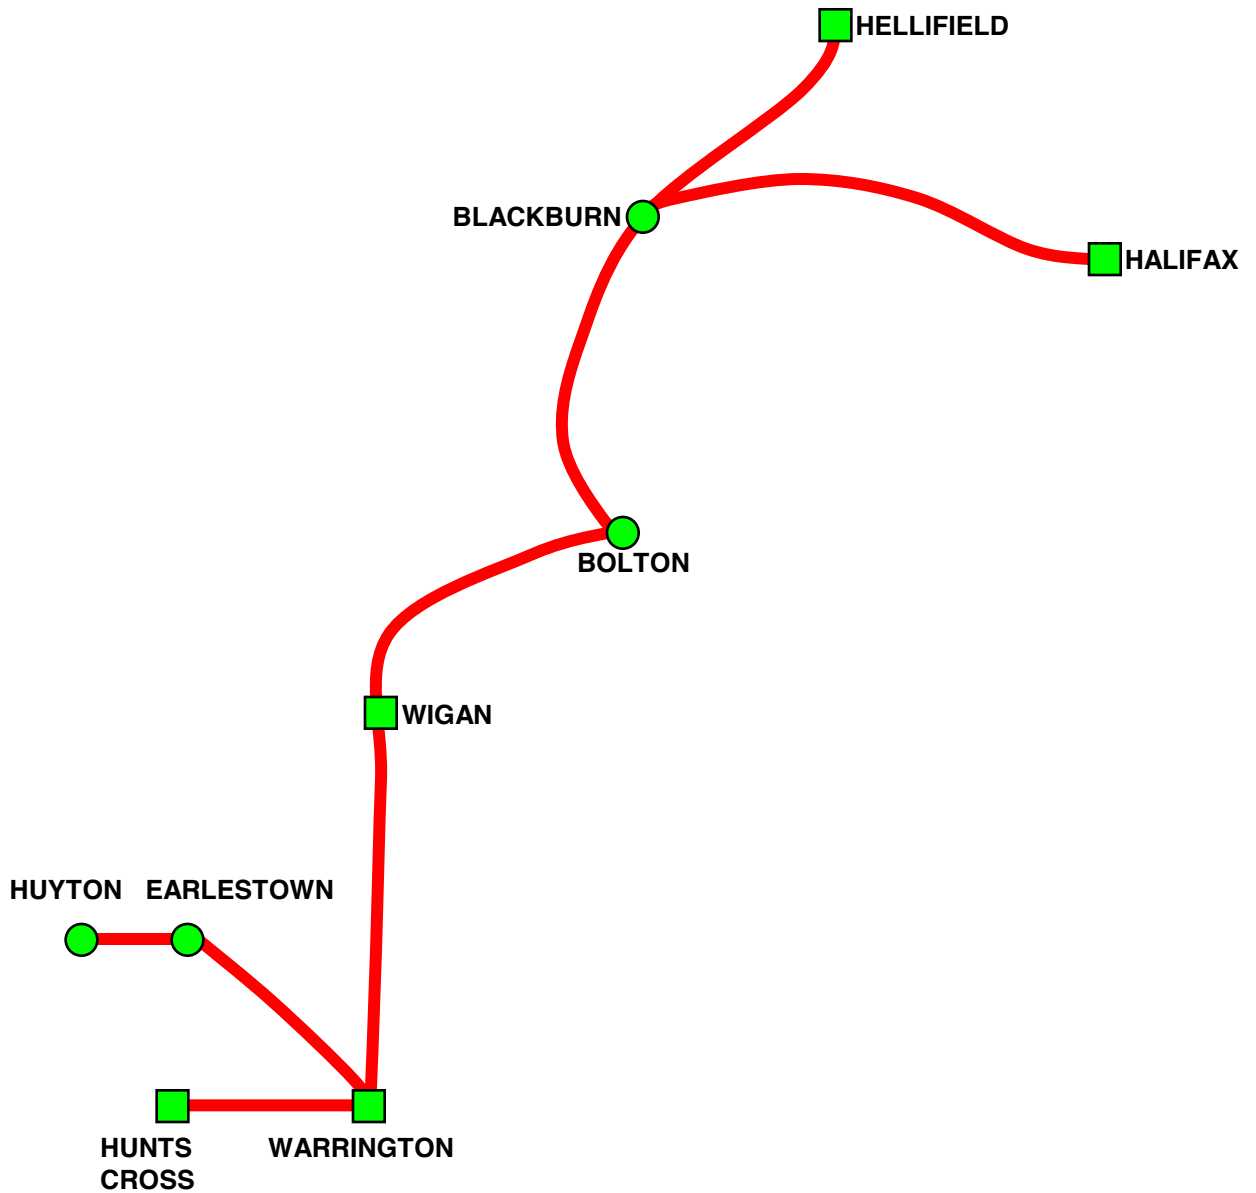 HELLIFIELD
BLACKBURN
HALIFAX
BOLTON
WIGAN
HUYTON
EARLESTOWN
HUNTS
CROSS
WARRINGTON